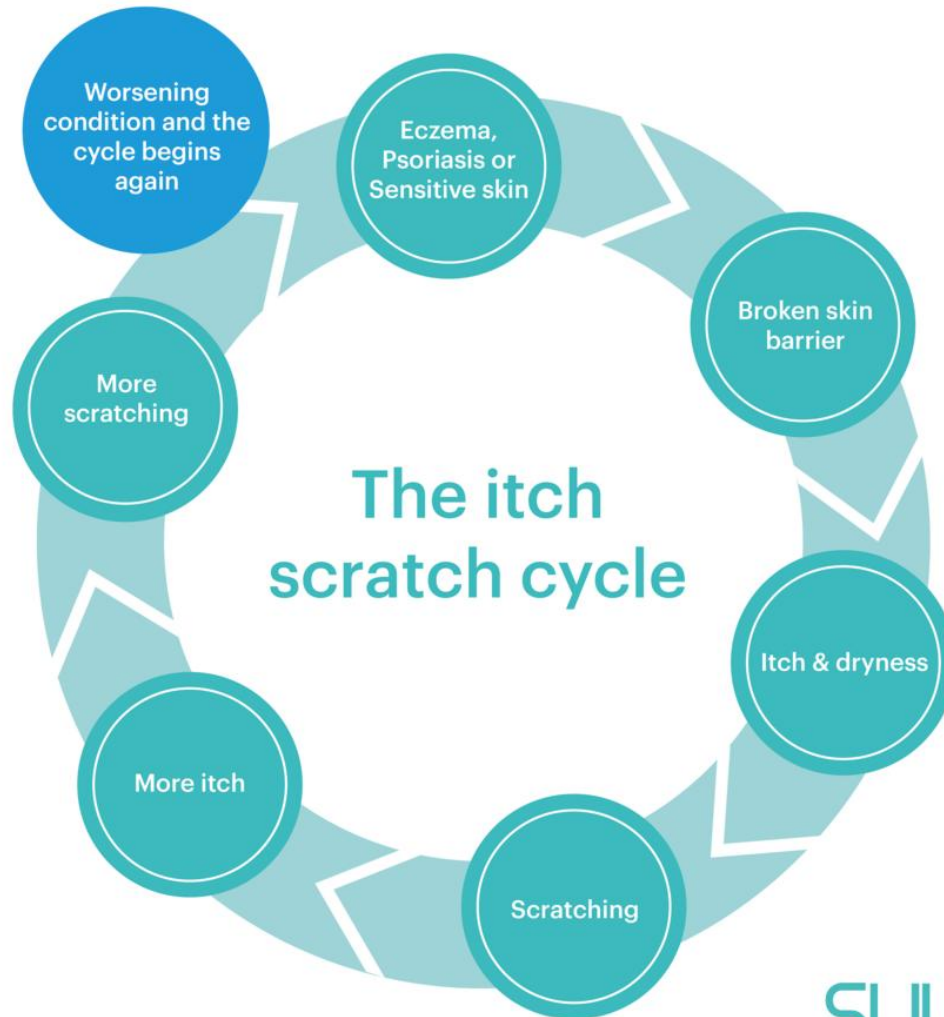 Worsening
condition and the
cycle begins
again
Eczema,
Psoriasis or
Sensitive skin
Broken skin
barrier
More
scratching
The itch
scratch cycle
Itch & dryness
More itch
Scratching